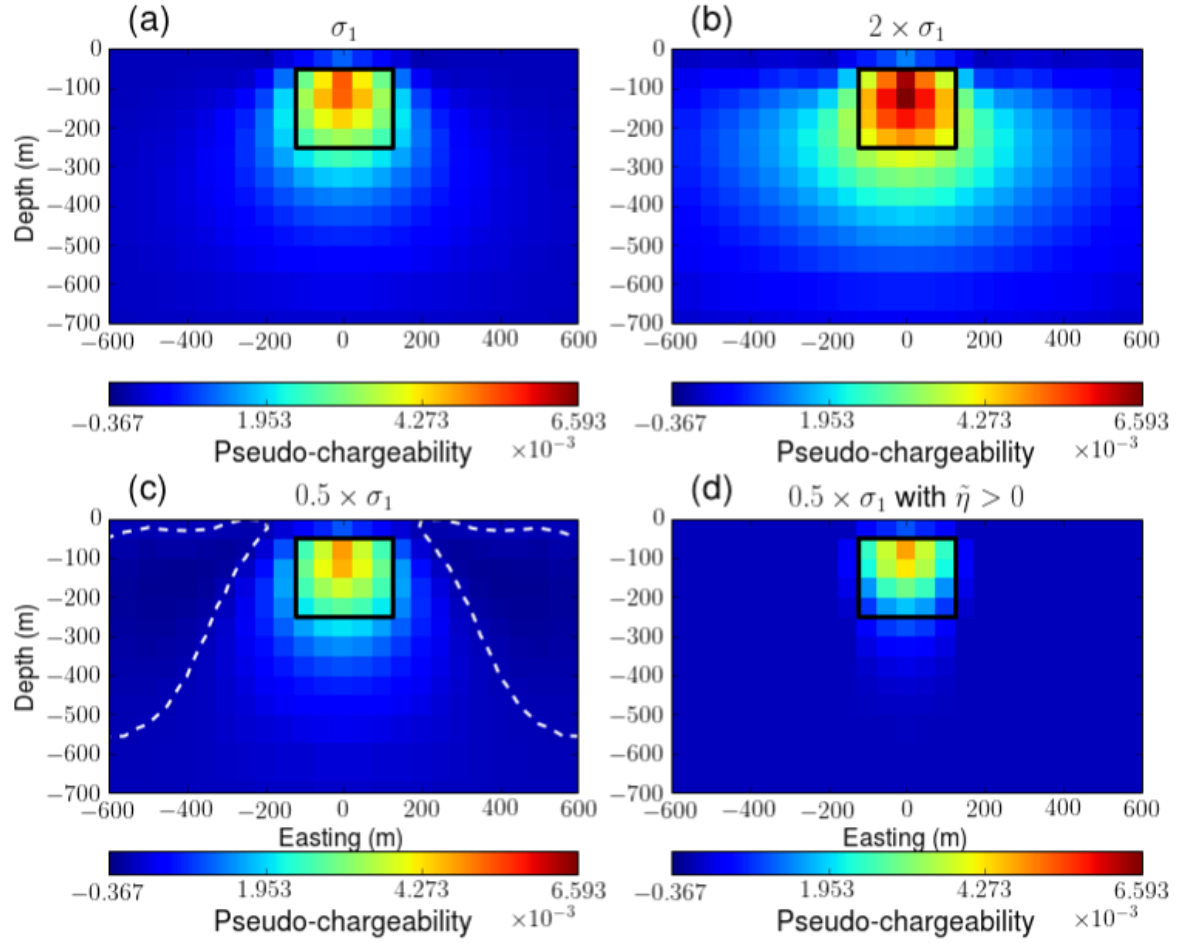 (a) σ₁ (b) 2 × σ₁
0 0
−100 −100
−200 −200
−300 −300
−400 −400
−500 −500
−600 −600
−700 −700
Depth (m)
−600 −400 −200 0 200 400 600 −600 −400 −200 0 200 400 600
−0.367 1.953 4.273 6.593 −0.367 1.953 4.273 6.593
Pseudo-chargeability ×10⁻³ Pseudo-chargeability ×10⁻³
(c) 0.5 × σ₁ (d) 0.5 × σ₁ with η̃ > 0
0 0
−100 −100
−200 −200
−300 −300
−400 −400
−500 −500
−600 −600
−700 −700
Depth (m)
−600 −400 −200 0 200 400 600 −600 −400 −200 0 200 400 600
Easting (m) Easting (m)
−0.367 1.953 4.273 6.593 −0.367 1.953 4.273 6.593
Pseudo-chargeability ×10⁻³ Pseudo-chargeability ×10⁻³